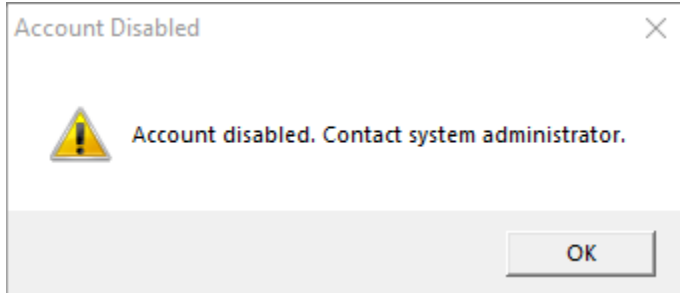 Account Disabled
Account disabled. Contact system administrator.
OK